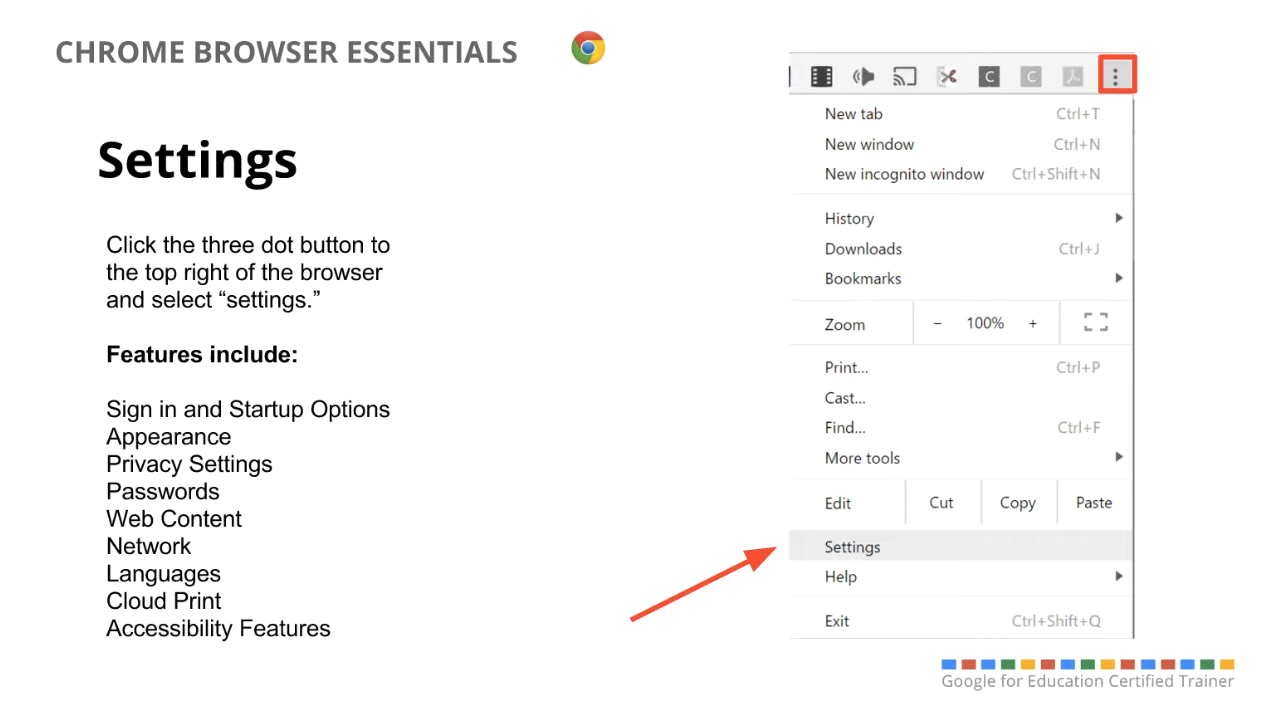 CHROME BROWSER ESSENTIALS
Settings
Click the three dot button to
the top right of the browser
and select “settings.”
Features include:
Sign in and Startup Options
Appearance
Privacy Settings
Passwords
Web Content
Network
Languages
Cloud Print
Accessibility Features
C C
New tab Ctrl+T
New window Ctrl+N
New incognito window Ctrl+Shift+N
History
Downloads Ctrl+J
Bookmarks
Zoom − 100% +
Print... Ctrl+P
Cast...
Find... Ctrl+F
More tools
Edit Cut Copy Paste
Settings
Help
Exit Ctrl+Shift+Q
Google for Education Certified Trainer